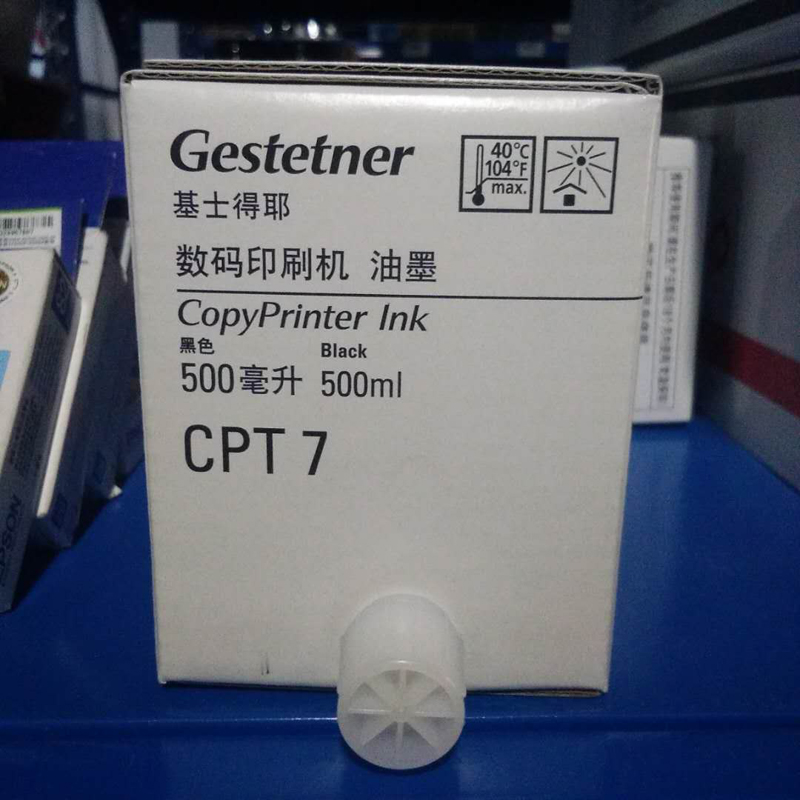 Gestetner
基士得耶
40°C
104°F
max.
数码印刷机 油墨
CopyPrinter Ink
黑色 Black
500毫升 500ml
CPT 7
EPSON